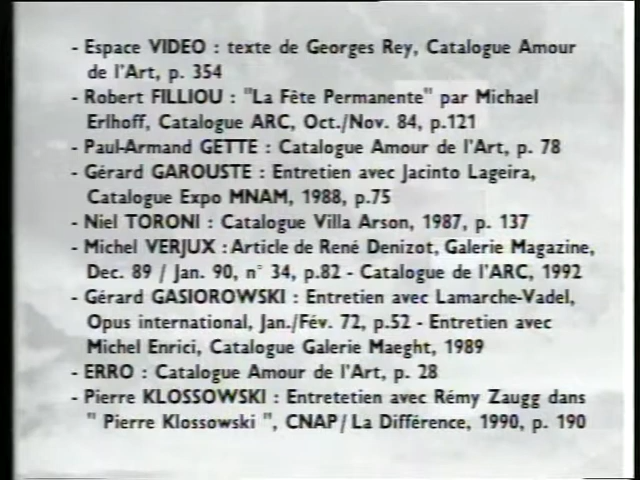 - Espace VIDEO : texte de Georges Rey, Catalogue Amour
de l'Art, p. 354
- Robert FILLIOU : "La Fête Permanente" par Michael
Erlhoff, Catalogue ARC, Oct./Nov. 84, p.121
- Paul-Armand GETTE : Catalogue Amour de l'Art, p. 78
- Gérard GAROUSTE : Entretien avec Jacinto Lageira,
Catalogue Expo MNAM, 1988, p.75
- Niel TORONI : Catalogue Villa Arson, 1987, p. 137
- Michel VERJUX : Article de René Denizot, Galerie Magazine,
Dec. 89 / Jan. 90, n° 34, p.82 - Catalogue de l'ARC, 1992
- Gérard GASIOROWSKI : Entretien avec Lamarche-Vadel,
Opus international, Jan./Fév. 72, p.52 - Entretien avec
Michel Enrici, Catalogue Galerie Maeght, 1989
- ERRO : Catalogue Amour de l'Art, p. 28
- Pierre KLOSSOWSKI : Entretetien avec Rémy Zaugg dans
" Pierre Klossowski ", CNAP / La Différence, 1990, p. 190